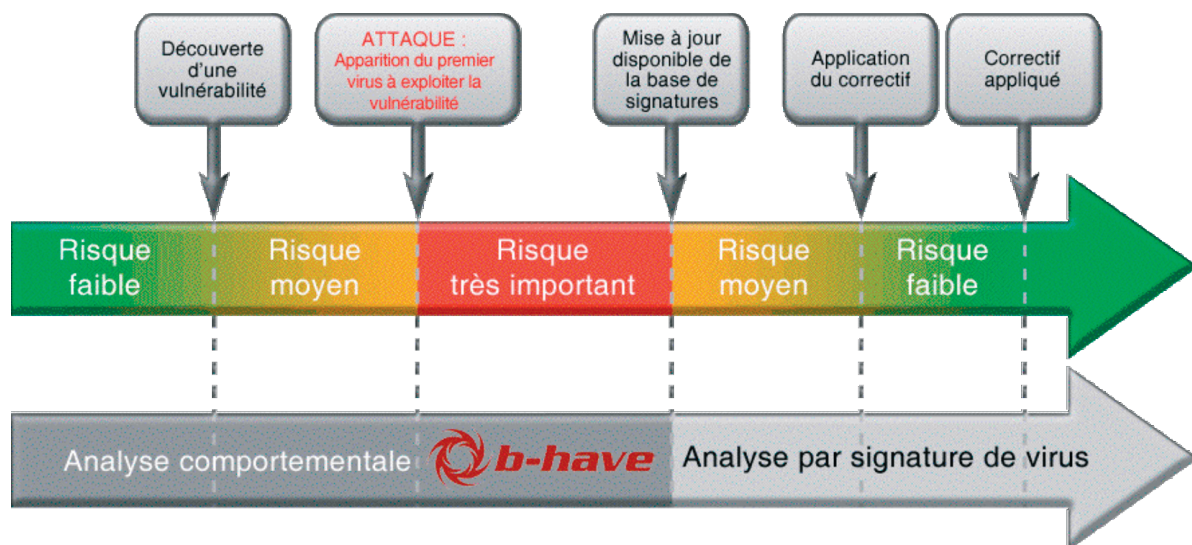 Découverte
d'une
vulnérabilité
ATTAQUE :
Apparition du premier
virus à exploiter la
vulnérabilité
Mise à jour
disponible de
la base de
signatures
Application
du correctif
Correctif
appliqué
Risque
faible
Risque
moyen
Risque
très important
Risque
moyen
Risque
faible
Analyse comportementale
b-have
Analyse par signature de virus